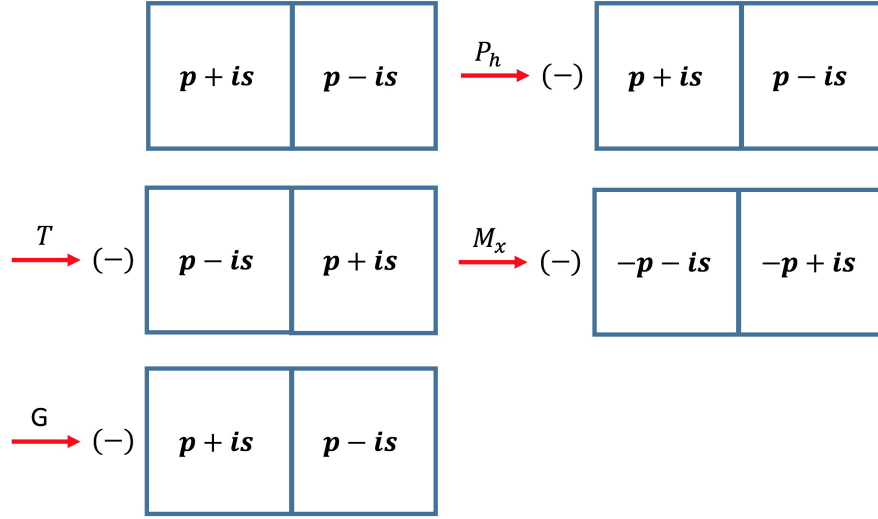 p + is p − is P_h (−) p + is p − is
T (−) p − is p + is M_x (−) −p − is −p + is
G (−) p + is p − is